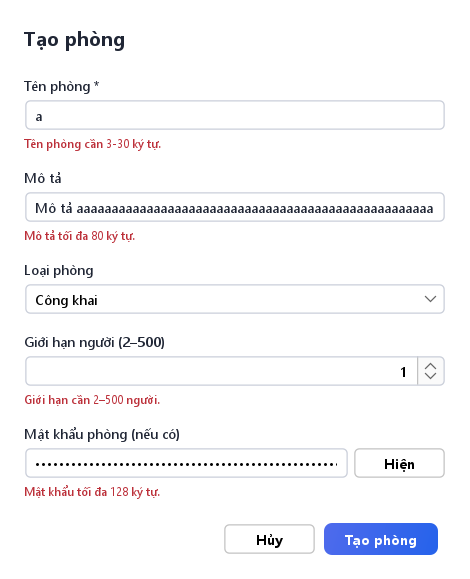 Tạo phòng
Tên phòng *
a
Tên phòng cần 3-30 ký tự.
Mô tả
Mô tả aaaaaaaaaaaaaaaaaaaaaaaaaaaaaaaaaaaaaaaaaaaaaaaaaaa
Mô tả tối đa 80 ký tự.
Loại phòng
Công khai
Giới hạn người (2–500)
1
Giới hạn cần 2–500 người.
Mật khẩu phòng (nếu có)
Hiện
Mật khẩu tối đa 128 ký tự.
Hủy
Tạo phòng